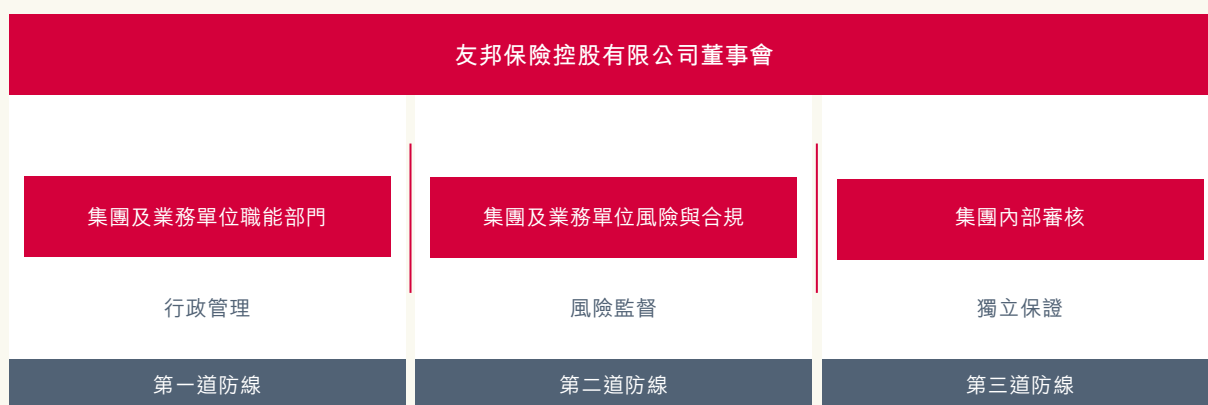 友邦保險控股有限公司董事會
集團及業務單位職能部門
集團及業務單位風險與合規
集團內部審核
行政管理
風險監督
獨立保證
第一道防線
第二道防線
第三道防線